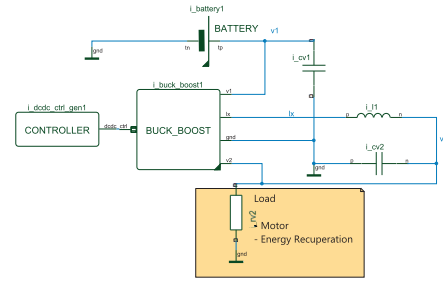 i_battery1
BATTERY
v1
tn
tp
gnd
i_cv1
i_buck_boost1
v1
i_dcdc_ctrl_gen1
lx
lx
p
i_l1
n
CONTROLLER
dcdc_ctrl
BUCK_BOOST
gnd
v
i_cv2
v2
gnd
p
n
Load
rv2
- Motor
- Energy Recuperation
gnd